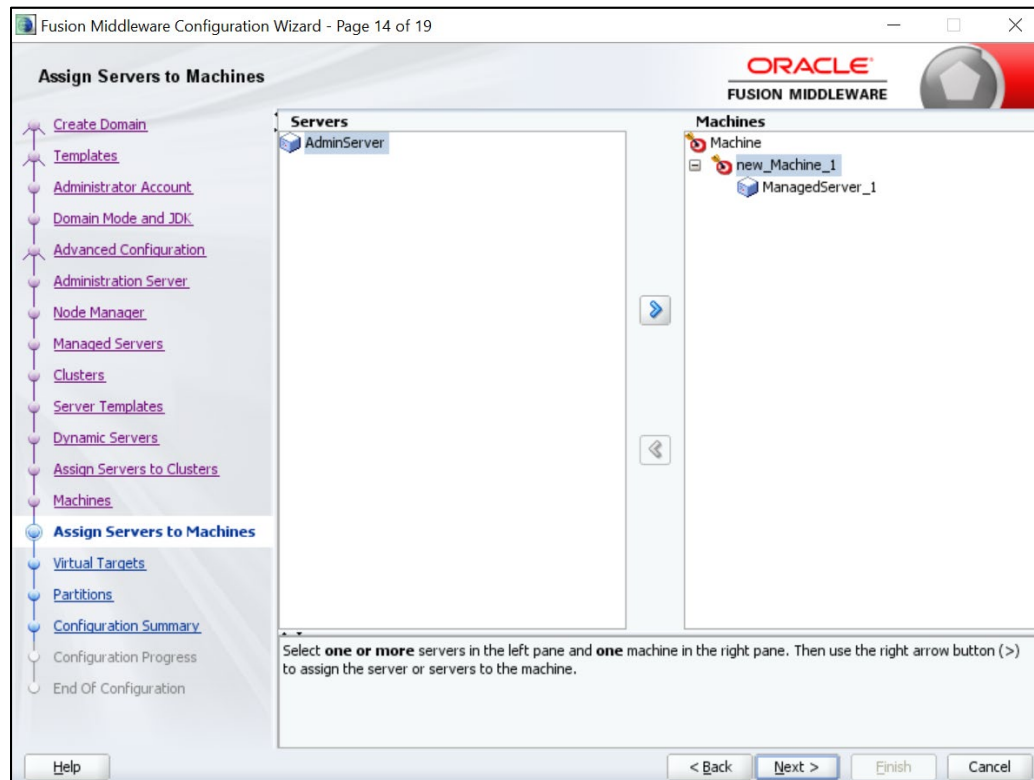 Fusion Middleware Configuration Wizard - Page 14 of 19
Assign Servers to Machines
ORACLE
FUSION MIDDLEWARE
Create Domain
Templates
Administrator Account
Domain Mode and JDK
Advanced Configuration
Administration Server
Node Manager
Managed Servers
Clusters
Server Templates
Dynamic Servers
Assign Servers to Clusters
Machines
Assign Servers to Machines
Virtual Targets
Partitions
Configuration Summary
Configuration Progress
End Of Configuration
Servers
AdminServer
Machines
Machine
new_Machine_1
ManagedServer_1
Select one or more servers in the left pane and one machine in the right pane. Then use the right arrow button (>)
to assign the server or servers to the machine.
Help
< Back
Next >
Finish
Cancel